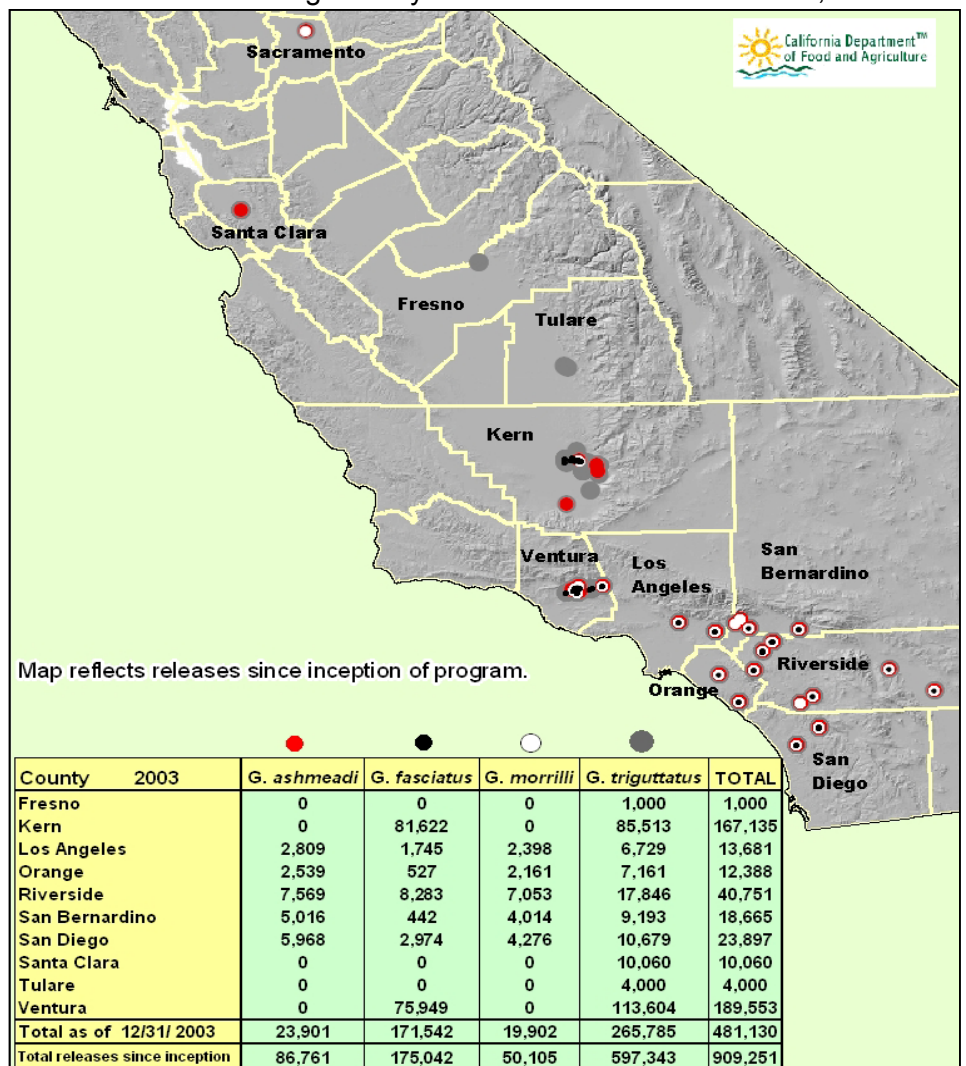 California Department™
of Food and Agriculture
Sacramento
Santa Clara
Fresno
Tulare
Kern
Ventura
Los
Angeles
San
Bernardino
Map reflects releases since inception of program.
Riverside
Orange
San
Diego
County 2003 G. ashmeadi G. fasciatus G. morrilli G. triguttatus TOTAL
Fresno 0 0 0 1,000 1,000
Kern 0 81,622 0 85,513 167,135
Los Angeles 2,809 1,745 2,398 6,729 13,681
Orange 2,539 527 2,161 7,161 12,388
Riverside 7,569 8,283 7,053 17,846 40,751
San Bernardino 5,016 442 4,014 9,193 18,665
San Diego 5,968 2,974 4,276 10,679 23,897
Santa Clara 0 0 0 10,060 10,060
Tulare 0 0 0 4,000 4,000
Ventura 0 75,949 0 113,604 189,553
Total as of 12/31/ 2003 23,901 171,542 19,902 265,785 481,130
Total releases since inception 86,761 175,042 50,105 597,343 909,251